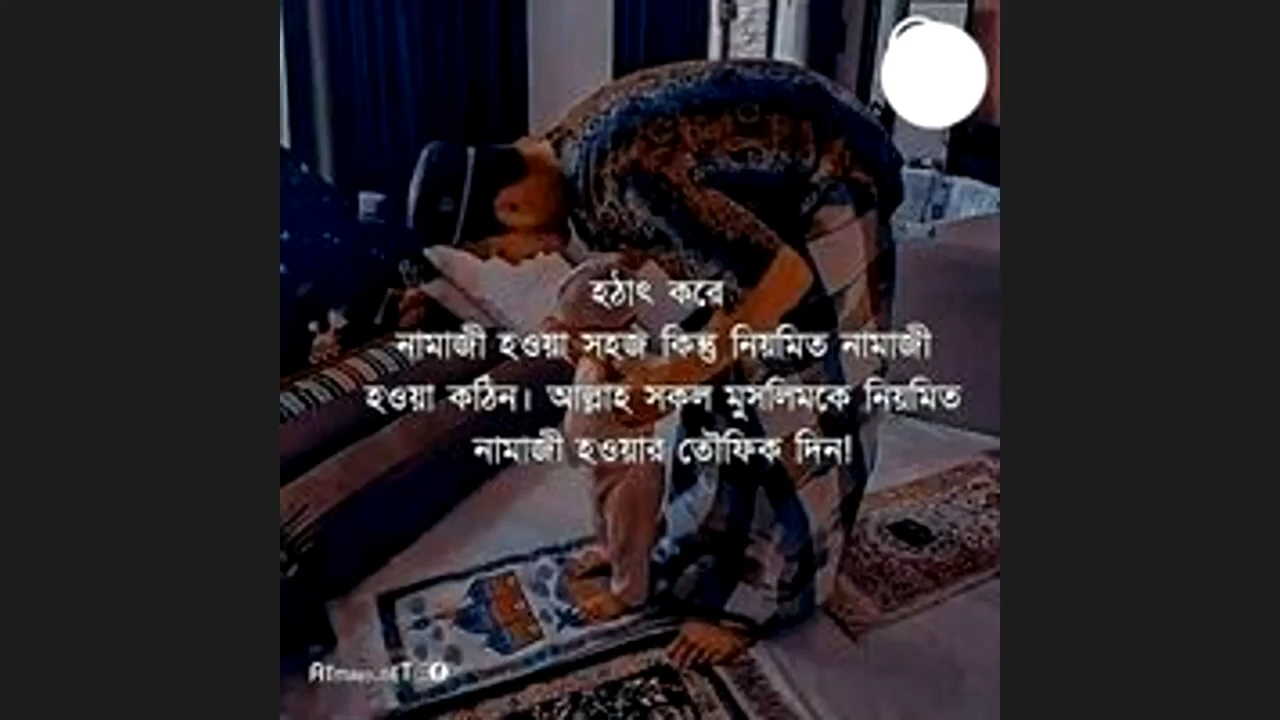 হঠাৎ করে
নামাজী হওয়া সহজ কিন্তু নিয়মিত নামাজী
হওয়া কঠিন। আল্লাহ সকল মুসলিমকে নিয়মিত
নামাজী হওয়ার তৌফিক দিন!